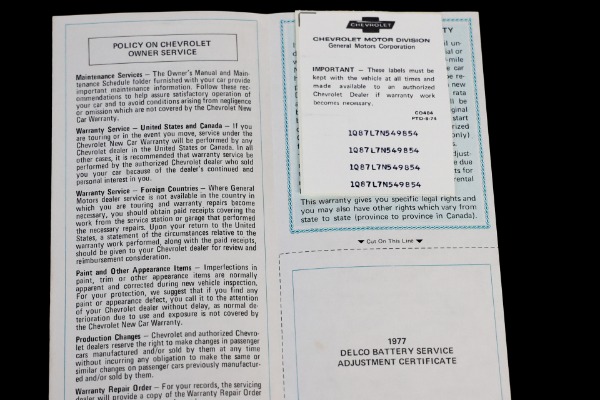 POLICY ON CHEVROLET
OWNER SERVICE
Maintenance Services — The Owner's Manual and Main-
tenance Schedule folder furnished with your car provide
important maintenance information. Follow these rec-
ommendations to help assure satisfactory operation of
your car and to avoid conditions arising from negligence
or omission which are not covered by the Chevrolet New
Car Warranty.
Warranty Service — United States and Canada — If you
are touring or in the event you move, service under the
Chevrolet New Car Warranty will be performed by any
Chevrolet dealer in the United States or Canada. In all
other cases, it is recommended that warranty service be
performed by the authorized Chevrolet dealer who sold
you your car because of the dealer's continued and
personal interest in you.
Warranty Service — Foreign Countries — Where General
Motors dealer service is not available in the country in
which you are touring and warranty repairs become
necessary, you should obtain paid receipts covering the
work from the service station or garage that performed
the necessary repairs. Upon your return to the United
States, a statement of the circumstances relative to the
warranty work performed, along with the paid receipts,
should be given to your Chevrolet dealer for review and
reimbursement consideration.
Paint and Other Appearance Items — Imperfections in
paint, trim or other appearance items are normally
apparent and corrected during new vehicle inspection.
For your protection, we suggest that if you find any
paint or appearance defect, you call it to the attention
of your Chevrolet dealer without delay, as normal de-
terioration due to use and exposure is not covered by
the Chevrolet New Car Warranty.
Production Changes — Chevrolet and authorized Chevro-
let dealers reserve the right to make changes in passenger
cars manufactured and/or sold by them at any time
without incurring any obligation to make the same or
similar changes on passenger cars previously manufactur-
ed and/or sold by them.
Warranty Repair Order — For your records, the servicing
dealer will provide a copy of the Warranty Repair Order
CHEVROLET
CHEVROLET MOTOR DIVISION
General Motors Corporation
IMPORTANT — These labels must be
kept with the vehicle at all times and
made available to an authorized
Chevrolet Dealer if warranty work
becomes necessary.
1Q87L7N549854
1Q87L7N549854
1Q87L7N549854
1Q87L7N549854
This warranty gives you specific legal rights and
you may also have other rights which vary from
state to state (province to province in Canada).
Cut On This Line
1977
DELCO BATTERY SERVICE
ADJUSTMENT CERTIFICATE